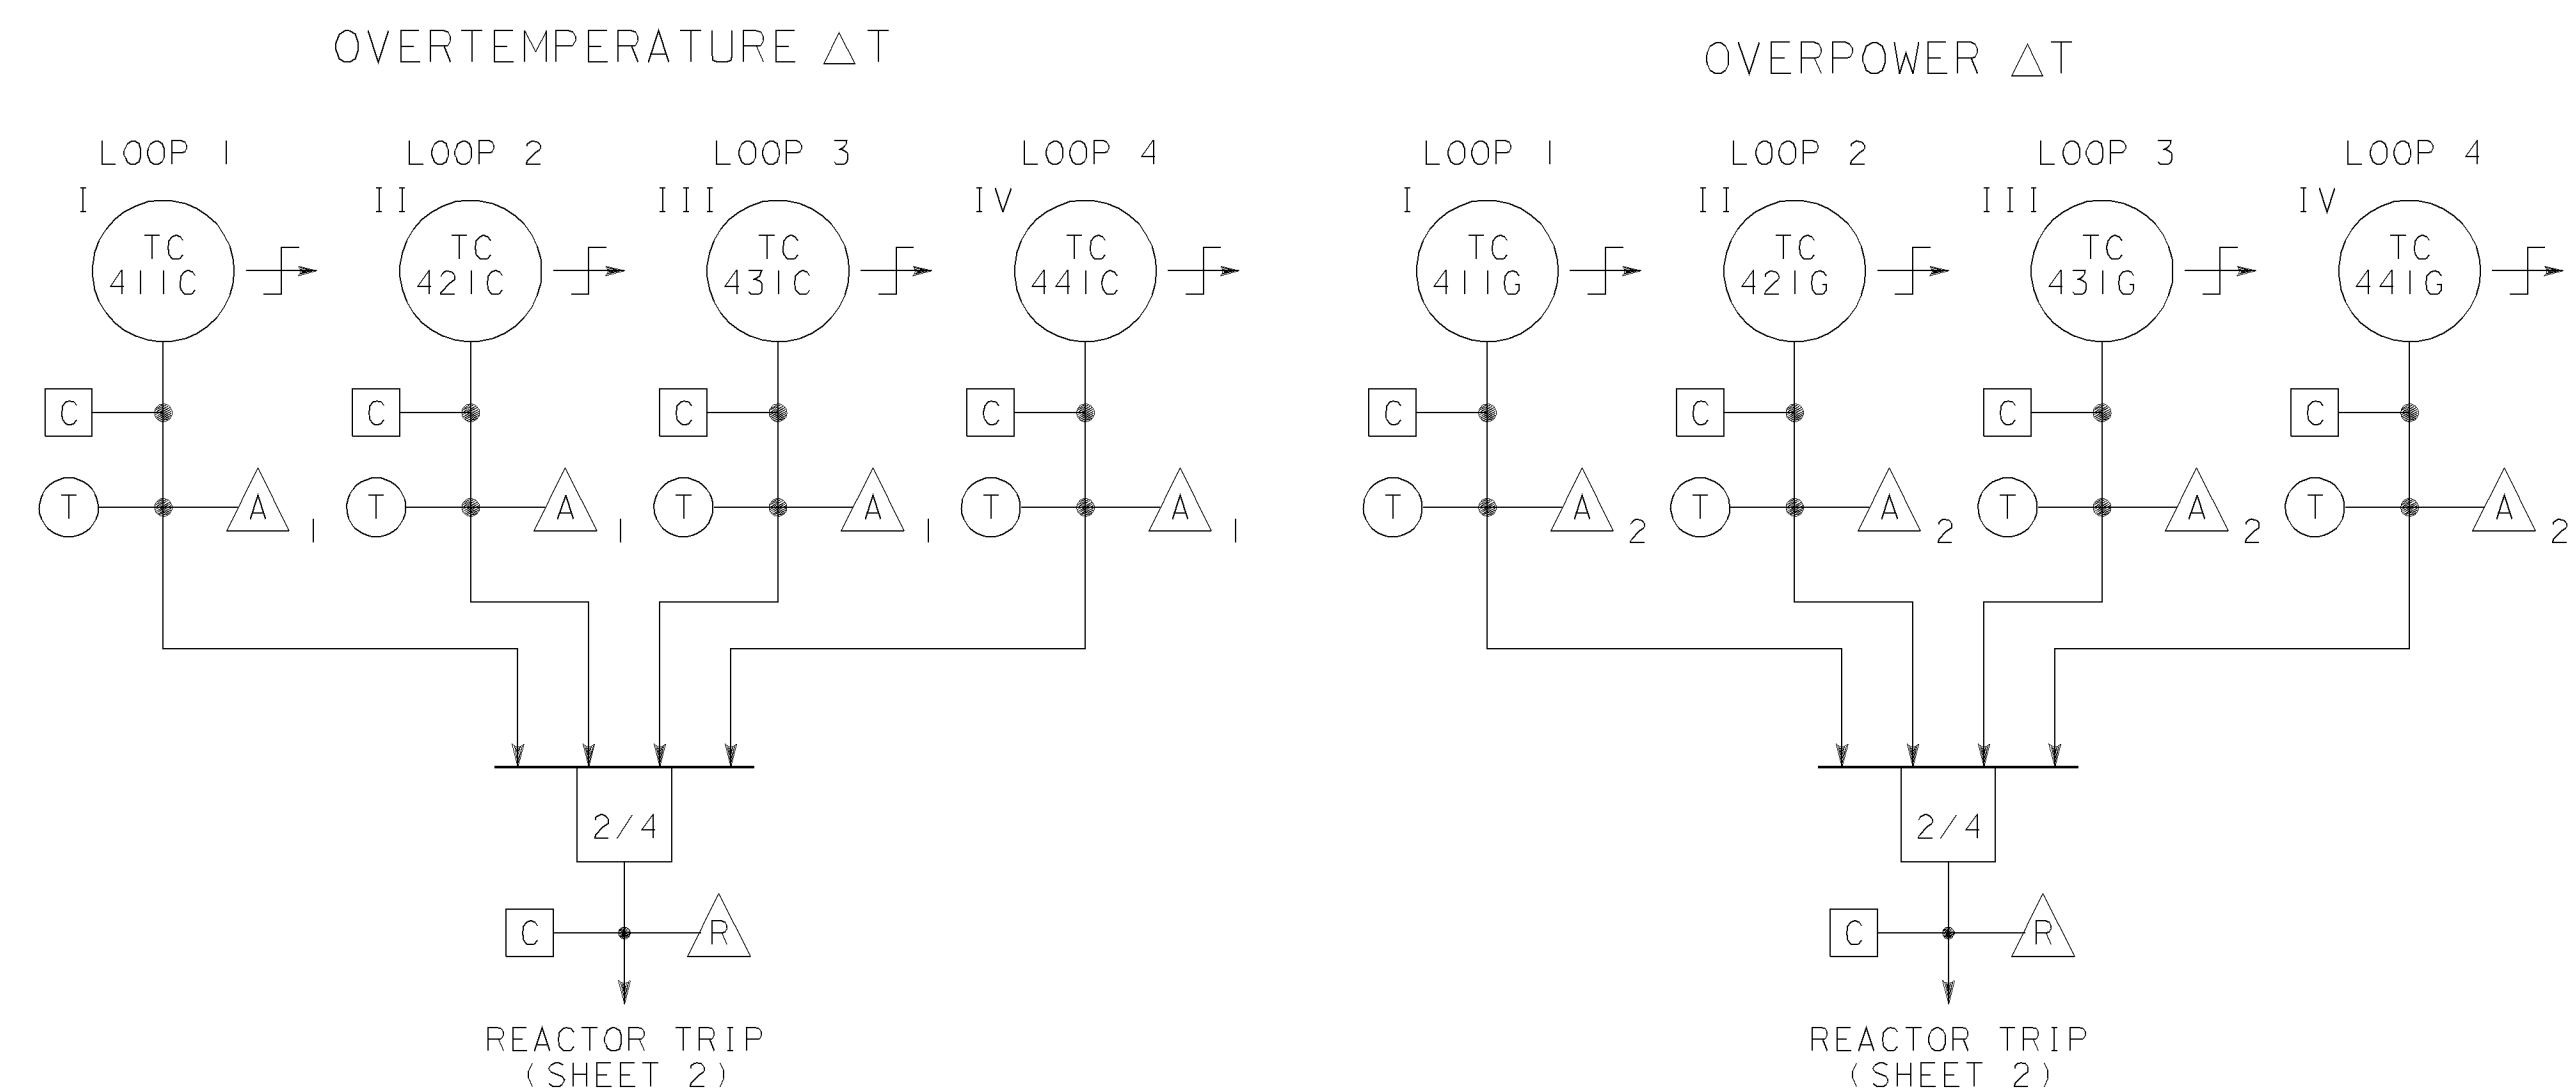 OVERTEMPERATURE △T
LOOP 1 LOOP 2 LOOP 3 LOOP 4
I II III IV
TC TC TC TC
411C 421C 431C 441C
C C C C
T A 1 T A 1 T A 1 T A 1
2/4
C R
REACTOR TRIP
(SHEET 2)
OVERPOWER △T
LOOP 1 LOOP 2 LOOP 3 LOOP 4
I II III IV
TC TC TC TC
411G 421G 431G 441G
C C C C
T A 2 T A 2 T A 2 T A 2
2/4
C R
REACTOR TRIP
(SHEET 2)